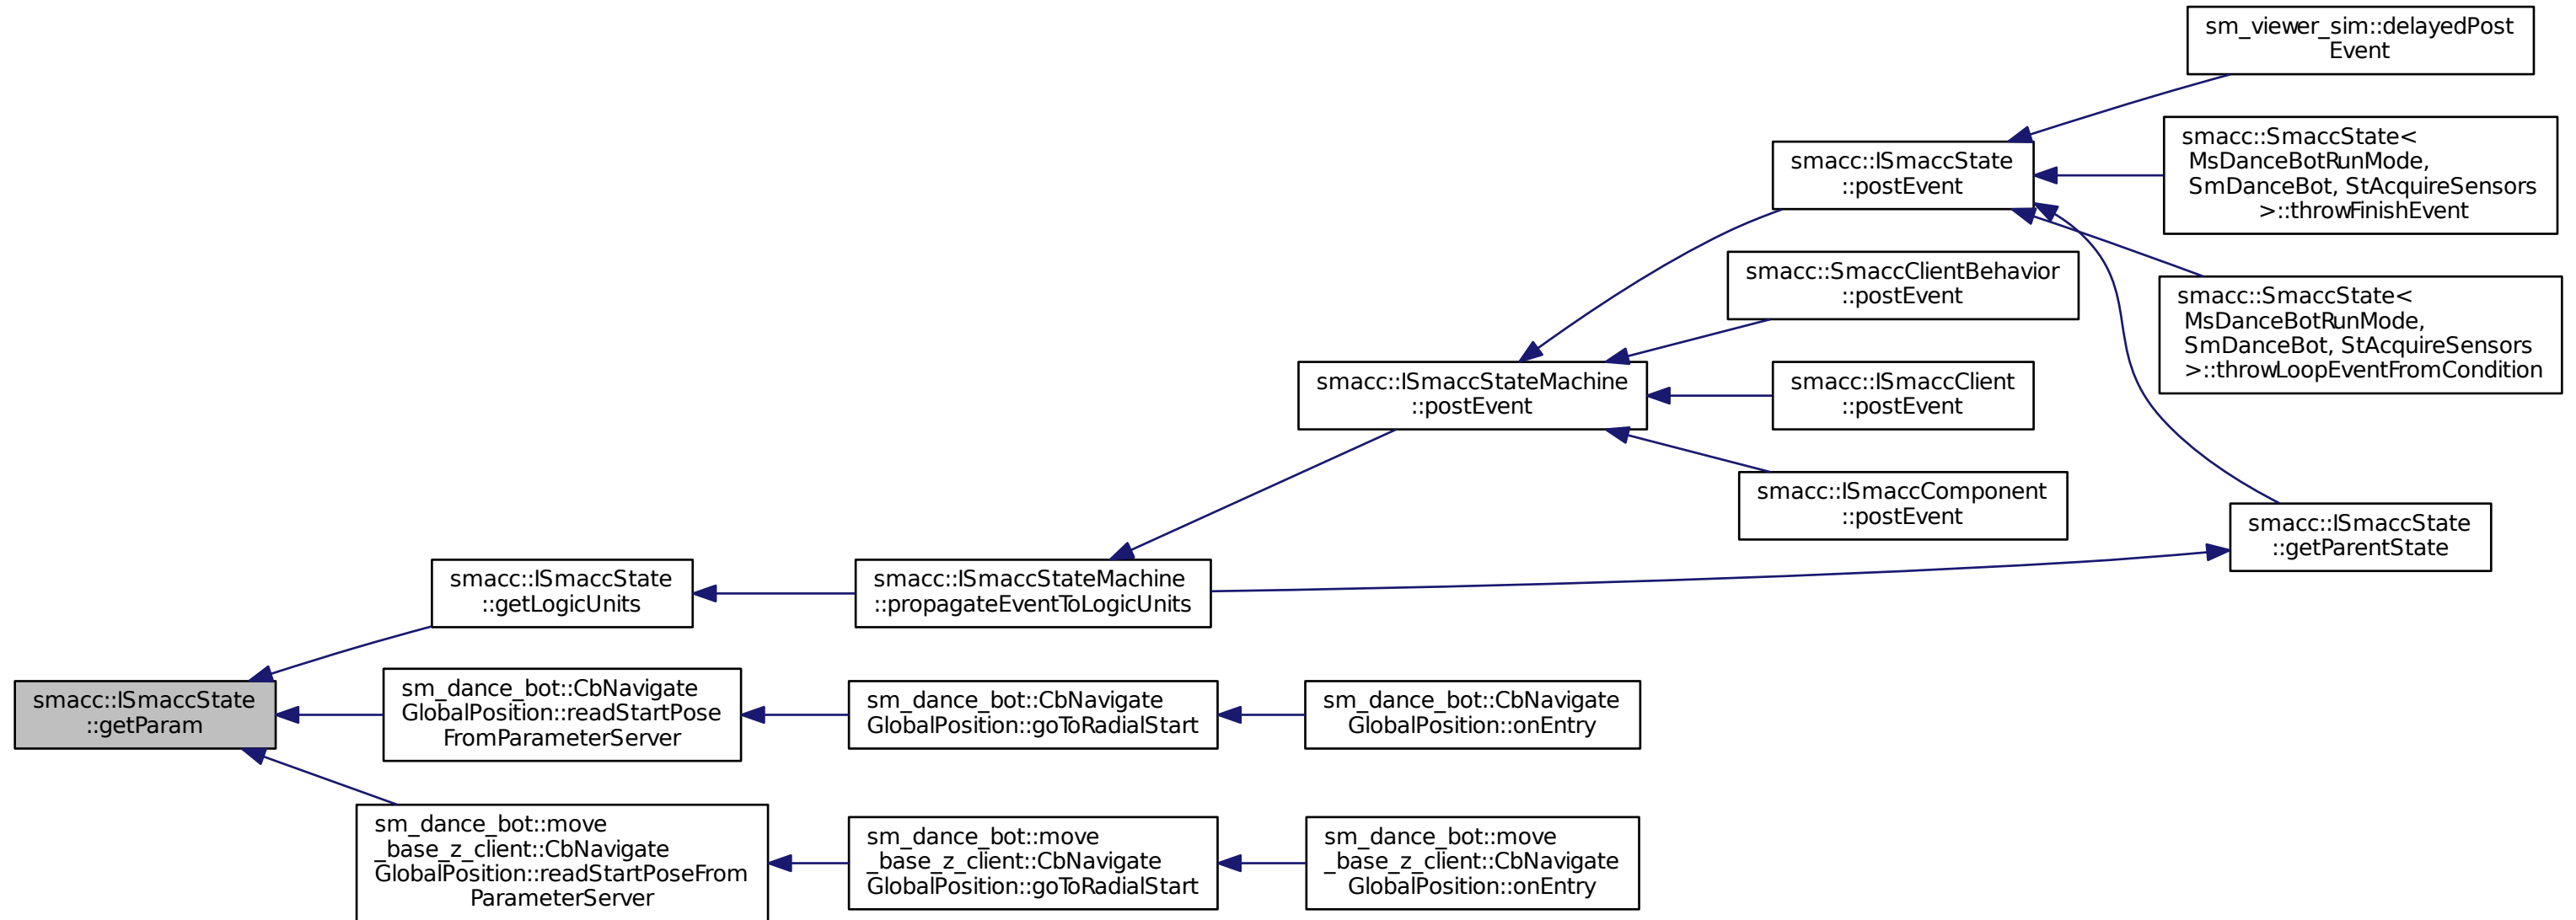 sm_viewer_sim::delayedPost
Event
smacc::SmaccState<
MsDanceBotRunMode,
SmDanceBot, StAcquireSensors
>::throwFinishEvent
smacc::ISmaccState
::postEvent
smacc::SmaccClientBehavior
::postEvent
smacc::SmaccState<
MsDanceBotRunMode,
SmDanceBot, StAcquireSensors
>::throwLoopEventFromCondition
smacc::ISmaccStateMachine
::postEvent
smacc::ISmaccClient
::postEvent
smacc::ISmaccComponent
::postEvent
smacc::ISmaccState
::getParentState
smacc::ISmaccState
::getLogicUnits
smacc::ISmaccStateMachine
::propagateEventToLogicUnits
smacc::ISmaccState
::getParam
sm_dance_bot::CbNavigate
GlobalPosition::readStartPose
FromParameterServer
sm_dance_bot::CbNavigate
GlobalPosition::goToRadialStart
sm_dance_bot::CbNavigate
GlobalPosition::onEntry
sm_dance_bot::move
_base_z_client::CbNavigate
GlobalPosition::readStartPoseFrom
ParameterServer
sm_dance_bot::move
_base_z_client::CbNavigate
GlobalPosition::goToRadialStart
sm_dance_bot::move
_base_z_client::CbNavigate
GlobalPosition::onEntry